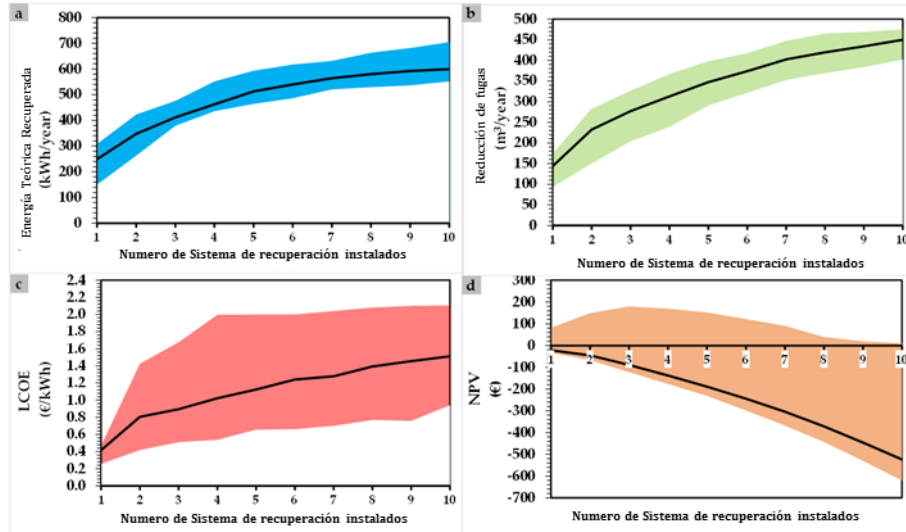 a
Energía Teórica Recuperada
(kWh/year)
800
700
600
500
400
300
200
100
0
1 2 3 4 5 6 7 8 9 10
Numero de Sistema de recuperación instalados
b
Reducción de fugas
(m³/year)
500
450
400
350
300
250
200
150
100
50
0
1 2 3 4 5 6 7 8 9 10
Numero de Sistema de recuperación instalados
c
LCOE
(€/kWh)
2.4
2.2
1.8
1.6
1.4
1.2
1.0
0.8
0.6
0.4
0.2
0.0
1 2 3 4 5 6 7 8 9 10
Numero de Sistema de recuperación instalados
d
NPV
(€)
300
200
100
0
-100
-200
-300
-400
-500
-600
-700
1 2 3 4 5 6 7 8 9 10
Numero de Sistema de recuperación instalados